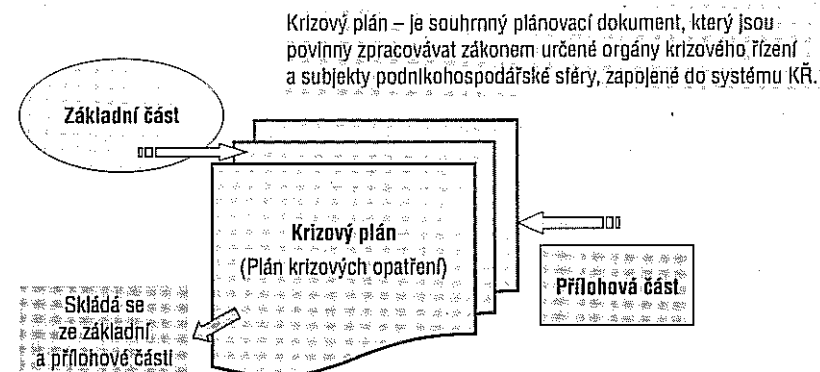 Krizový plán – je souhrnný plánovací dokument, který jsou
povinny zpracovávat zákonem určené orgány krizového řízení
a subjekty podnikohospodářské sféry, zapojené do systému KŘ.
Základní část
Krizový plán
(Plán krizových opatření)
Přílohová část
Skládá se
ze základní
a přílohové části